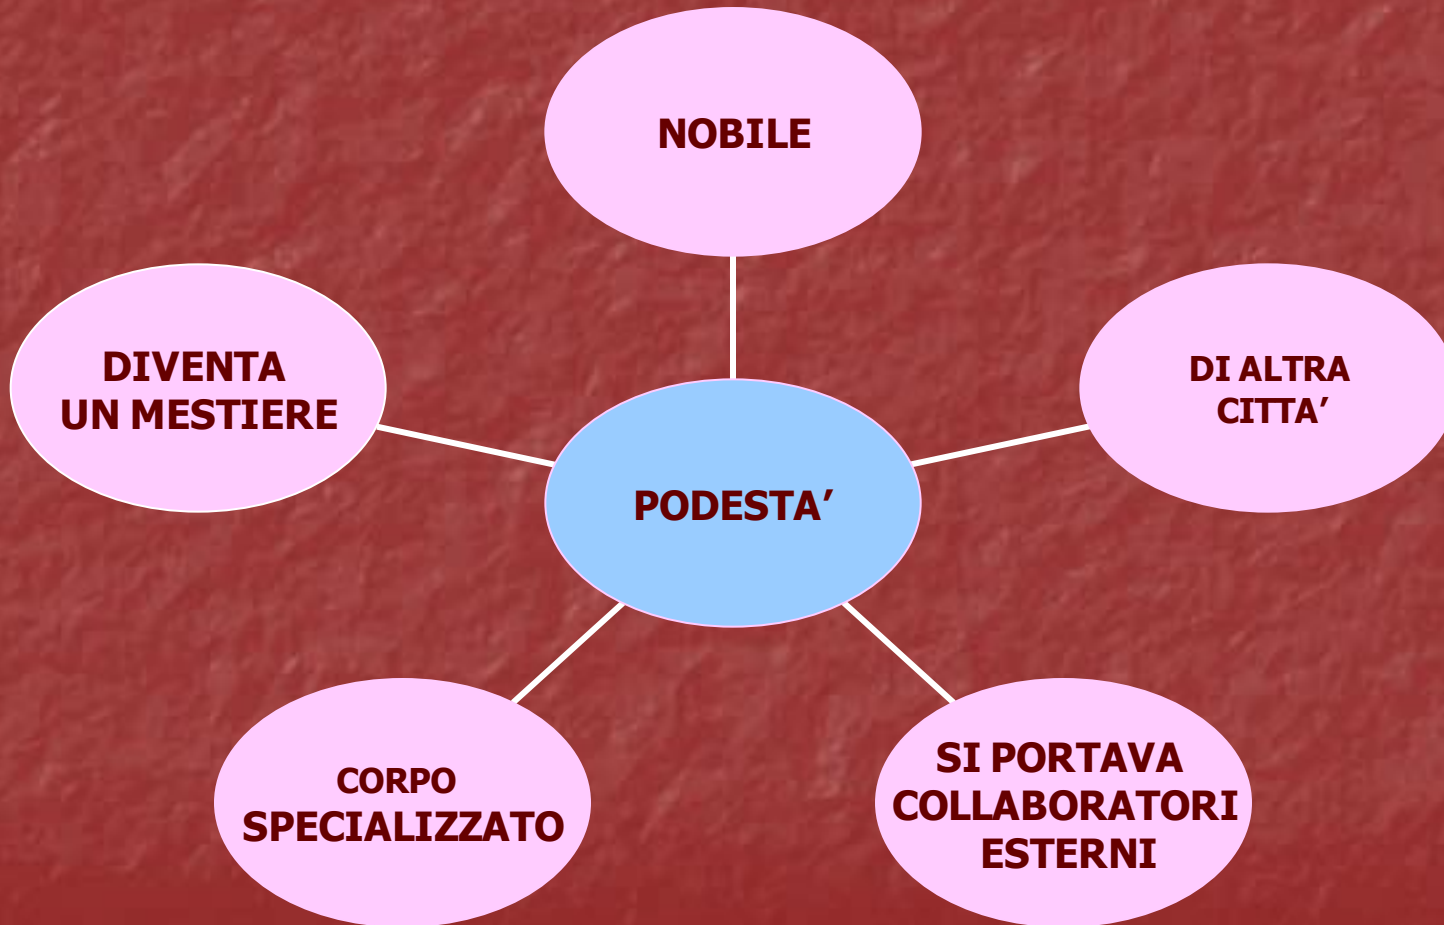 NOBILE
DIVENTA
UN MESTIERE
DI ALTRA
CITTA’
PODESTA’
CORPO
SPECIALIZZATO
SI PORTAVA
COLLABORATORI
ESTERNI